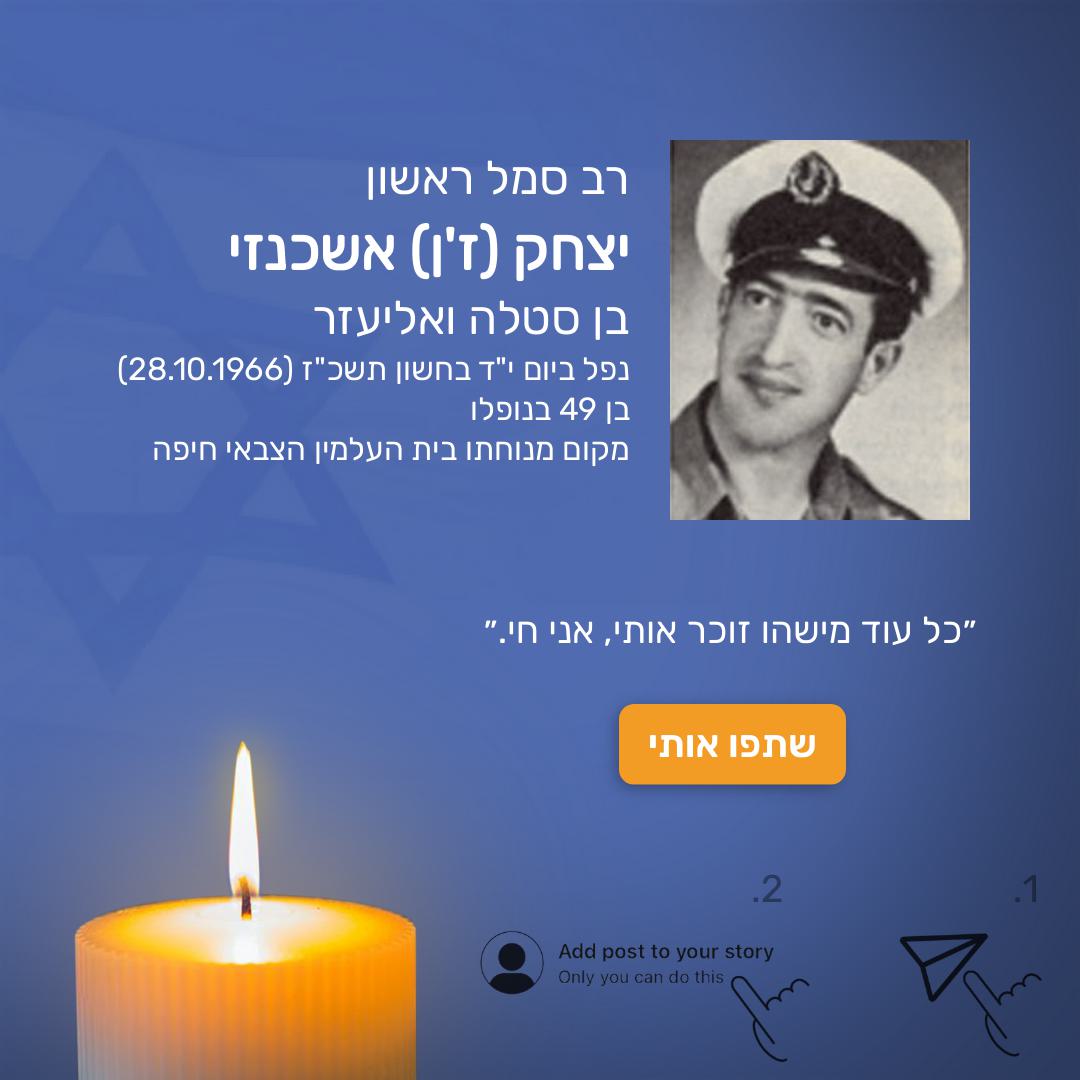 רב סמל ראשון
יצחק (ז'ן) אשכנזי
בן סטלה ואליעזר
נפל ביום י"ד בחשון תשכ"ז (28.10.1966)
בן 49 בנופלו
מקום מנוחתו בית העלמין הצבאי חיפה
״כל עוד מישהו זוכר אותי, אני חי.״
שתפו אותי
1.
2.
Add post to your story
Only you can do this